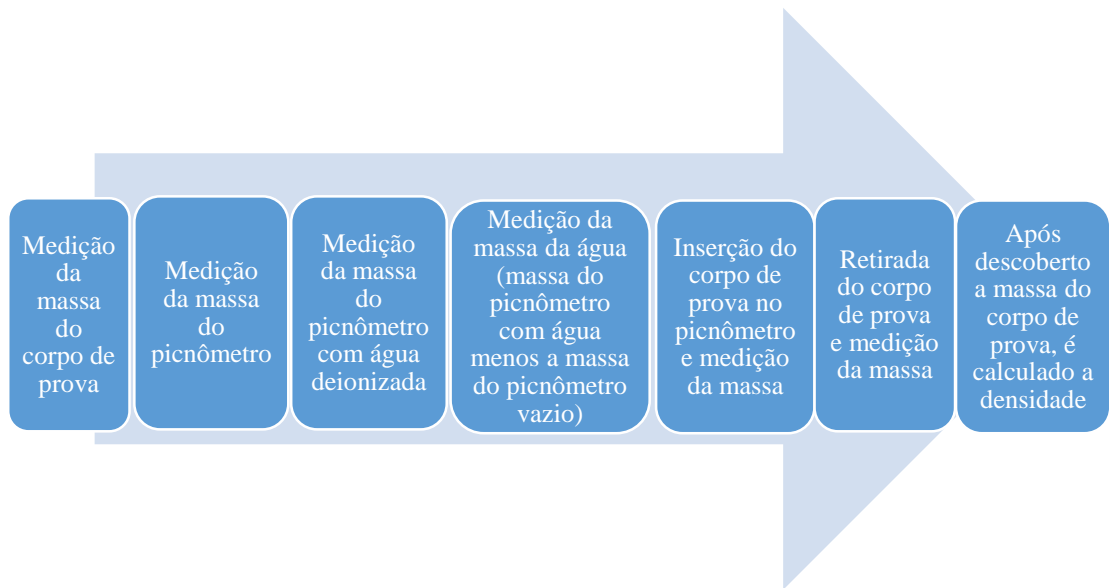 Medição
da
massa
do
corpo de
prova
Medição
da massa
do
picnômetro
Medição
da massa
do
picnômetro
com água
deionizada
Medição da
massa da água
(massa do
picnômetro
com água
menos a massa
do picnômetro
vazio)
Inserção do
corpo de
prova no
picnômetro
e medição
da massa
Retirada
do corpo
de prova
e medição
da massa
Após
descoberto
a massa do
corpo de
prova, é
calculado a
densidade